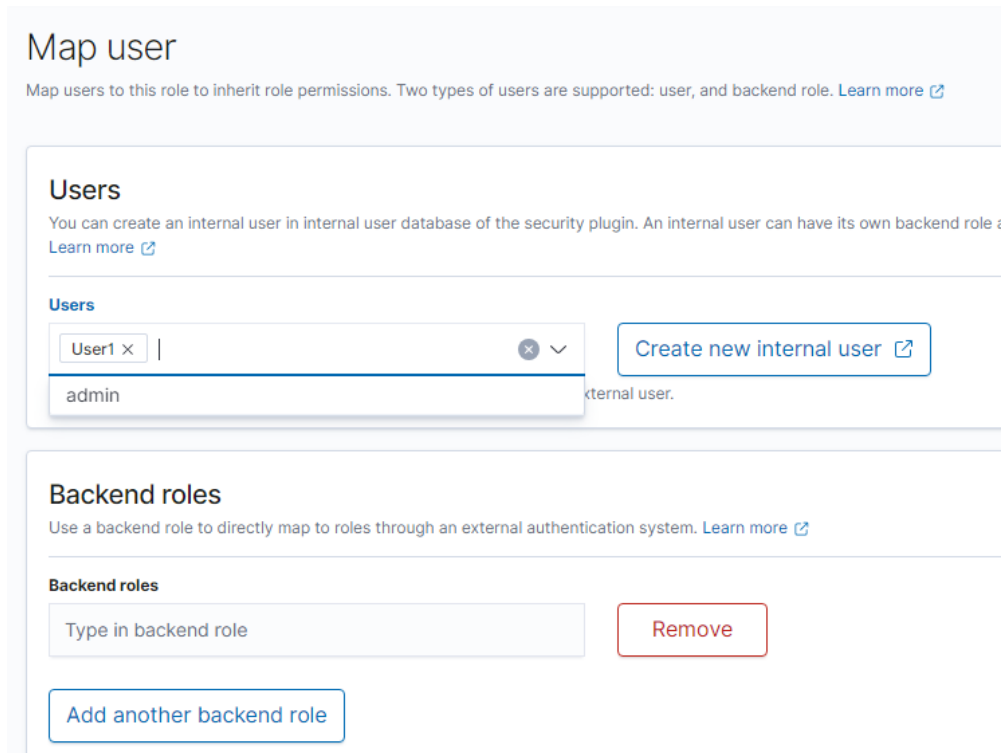 Map user
Map users to this role to inherit role permissions. Two types of users are supported: user, and backend role. Learn more
Users
You can create an internal user in internal user database of the security plugin. An internal user can have its own backend role
Learn more
Users
User1
Create new internal user
admin
ternal user.
Backend roles
Use a backend role to directly map to roles through an external authentication system. Learn more
Backend roles
Type in backend role
Remove
Add another backend role